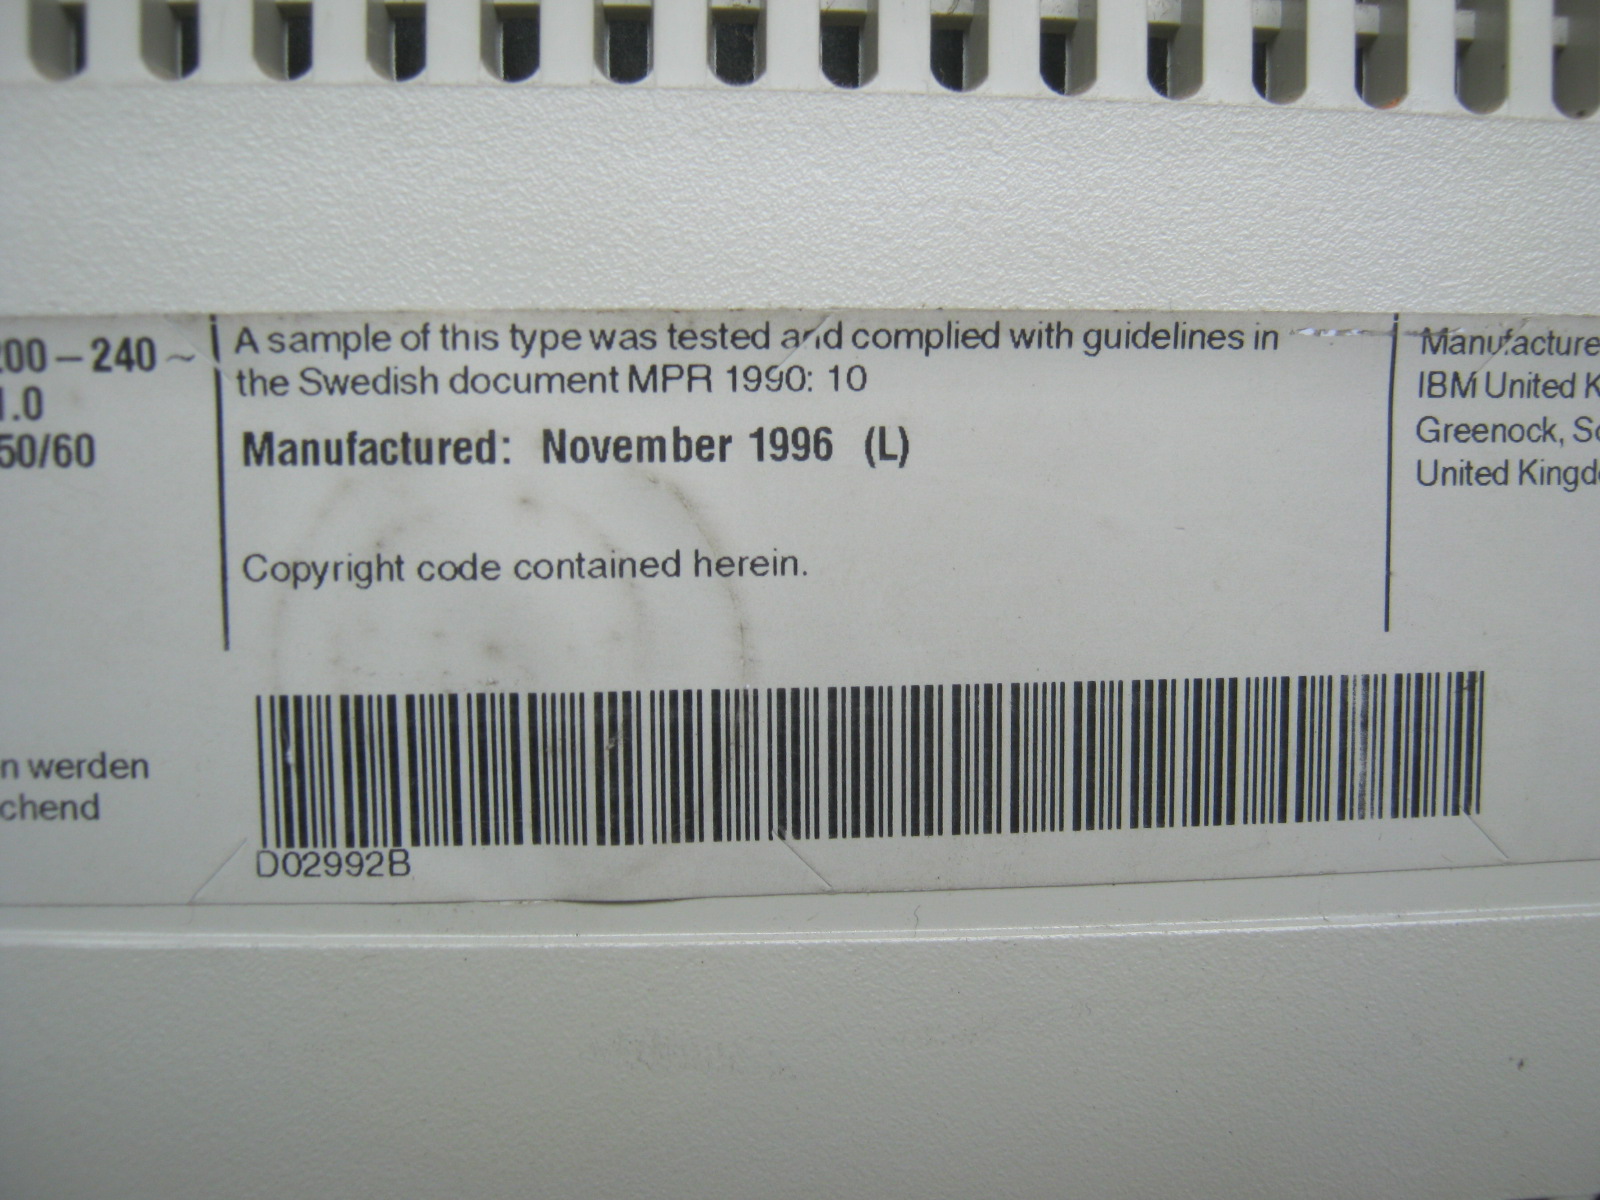 200 – 240 ~
1.0
50/60
n werden
chend
A sample of this type was tested and complied with guidelines in
the Swedish document MPR 1990: 10
Manufactured: November 1996 (L)
Copyright code contained herein.
D02992B
Manufacture
IBM United K
Greenock, Sc
United Kingd